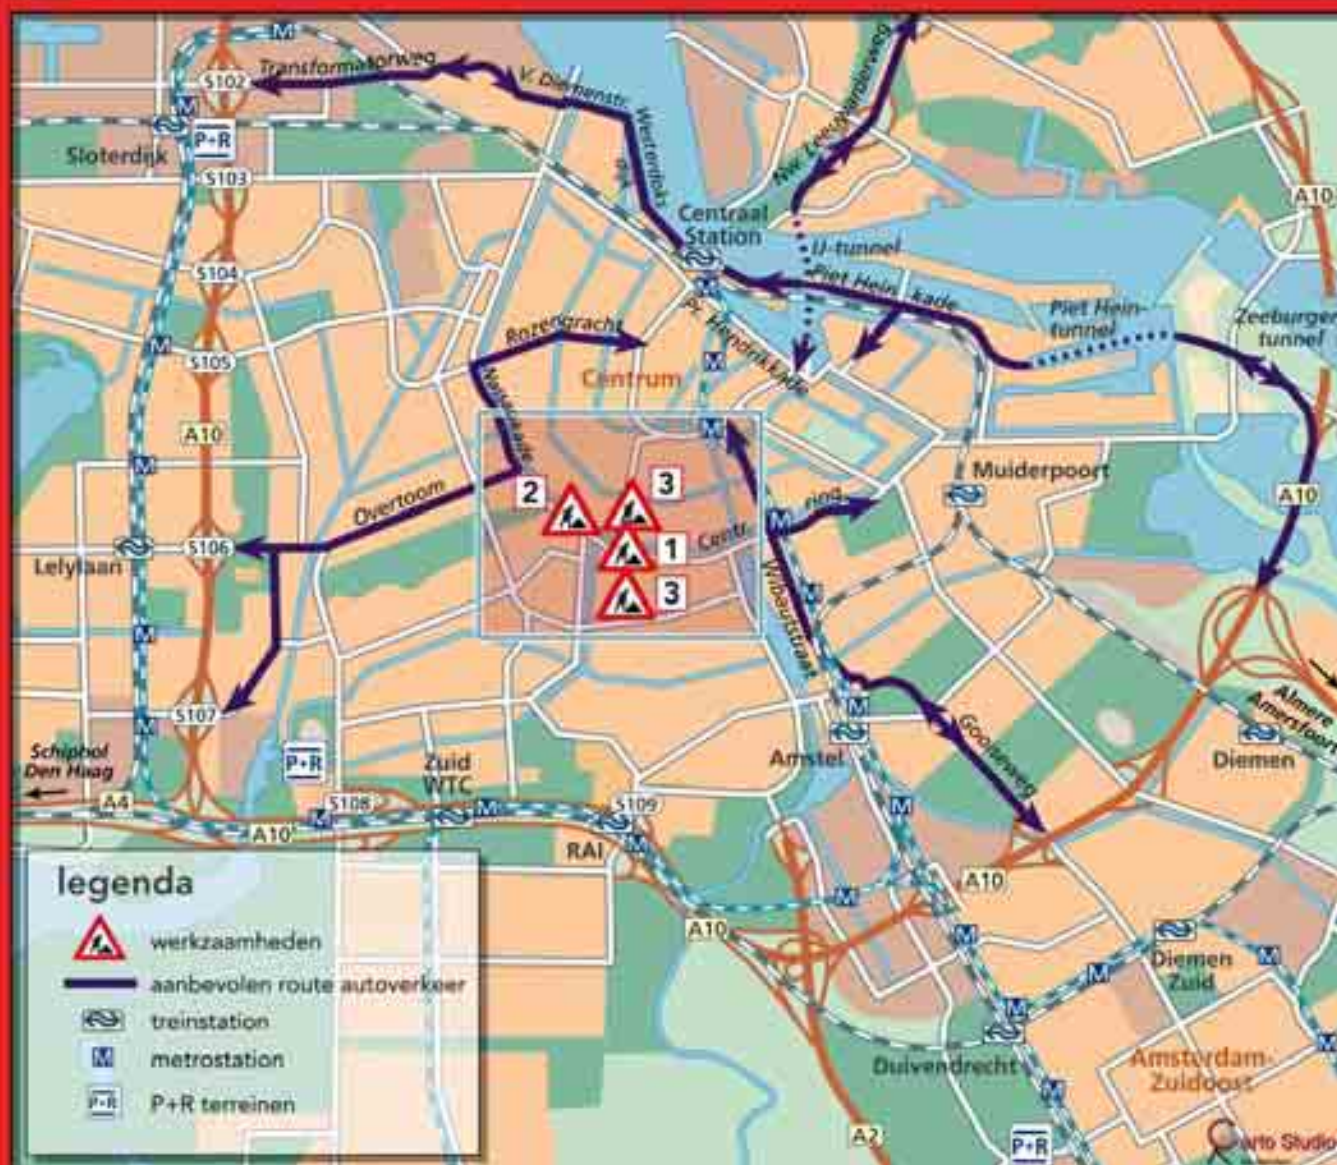 Transformatorweg
V. Diemenstr.
Westerdoks
dijk
Nw. Leeuwarderweg
S102
P+R
Sloterdijk
S103
A10
Centraal
Station
IJ-tunnel
S104
Piet Hein - kade
Piet Hein-
tunnel
Zeeburger
tunnel
Pr. Hendrikkade
Rozengracht
S105
Centrum
Nassaukade
A10
Muiderpoort
Overtoom
2
3
ring
A10
Centr.
S106
1
Lelylaan
3
Wibautstraat
S107
Almere
Amersfoort
Gooiseweg
Schiphol
Den Haag
P+R
Zuid
WTC
Amstel
Diemen
A4
S108
S109
A10
RAI
A10
A10
Diemen
Zuid
Duivendrecht
Amsterdam-
Zuidoost
A2
P+R
legenda
werkzaamheden
aanbevolen route autoverkeer
treinstation
M metrostation
P+R P+R terreinen
Carto Studio